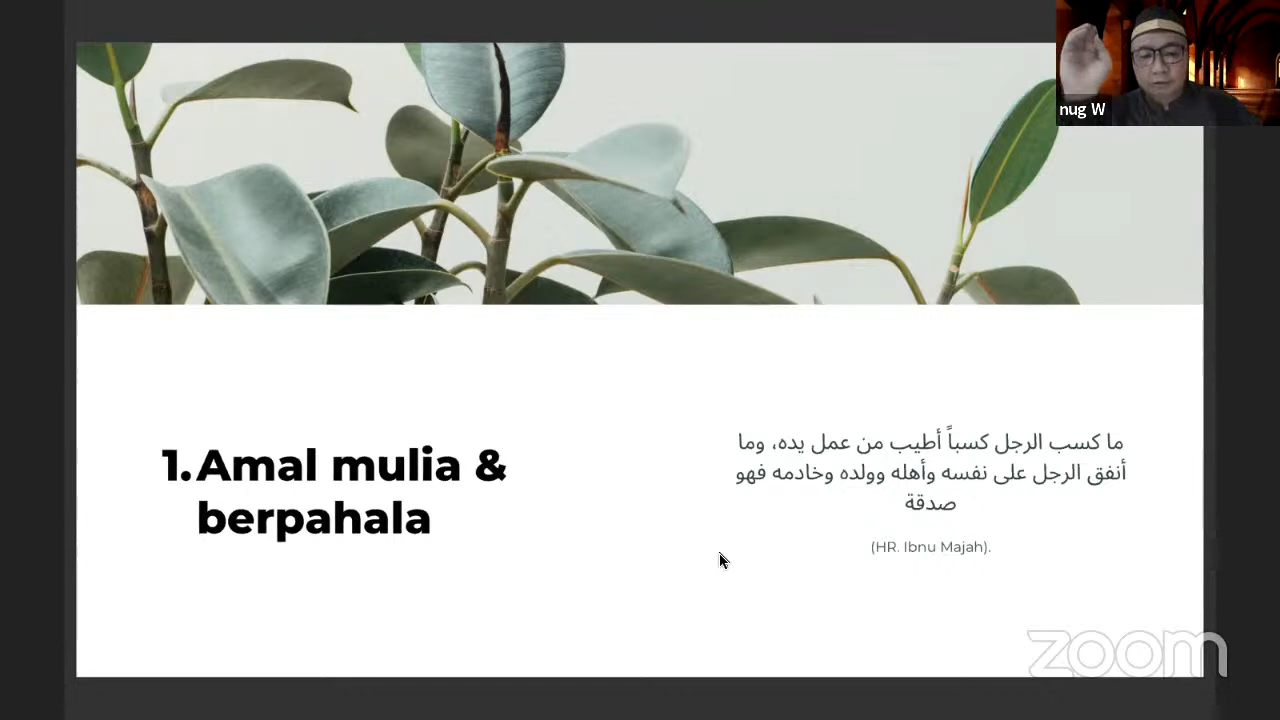 nug W
1. Amal mulia &
berpahala
ما كسب الرجل كسباً أطيب من عمل يده، وما
أنفق الرجل على نفسه وأهله وولده وخادمه فهو
صدقة
(HR. Ibnu Majah).
zoom